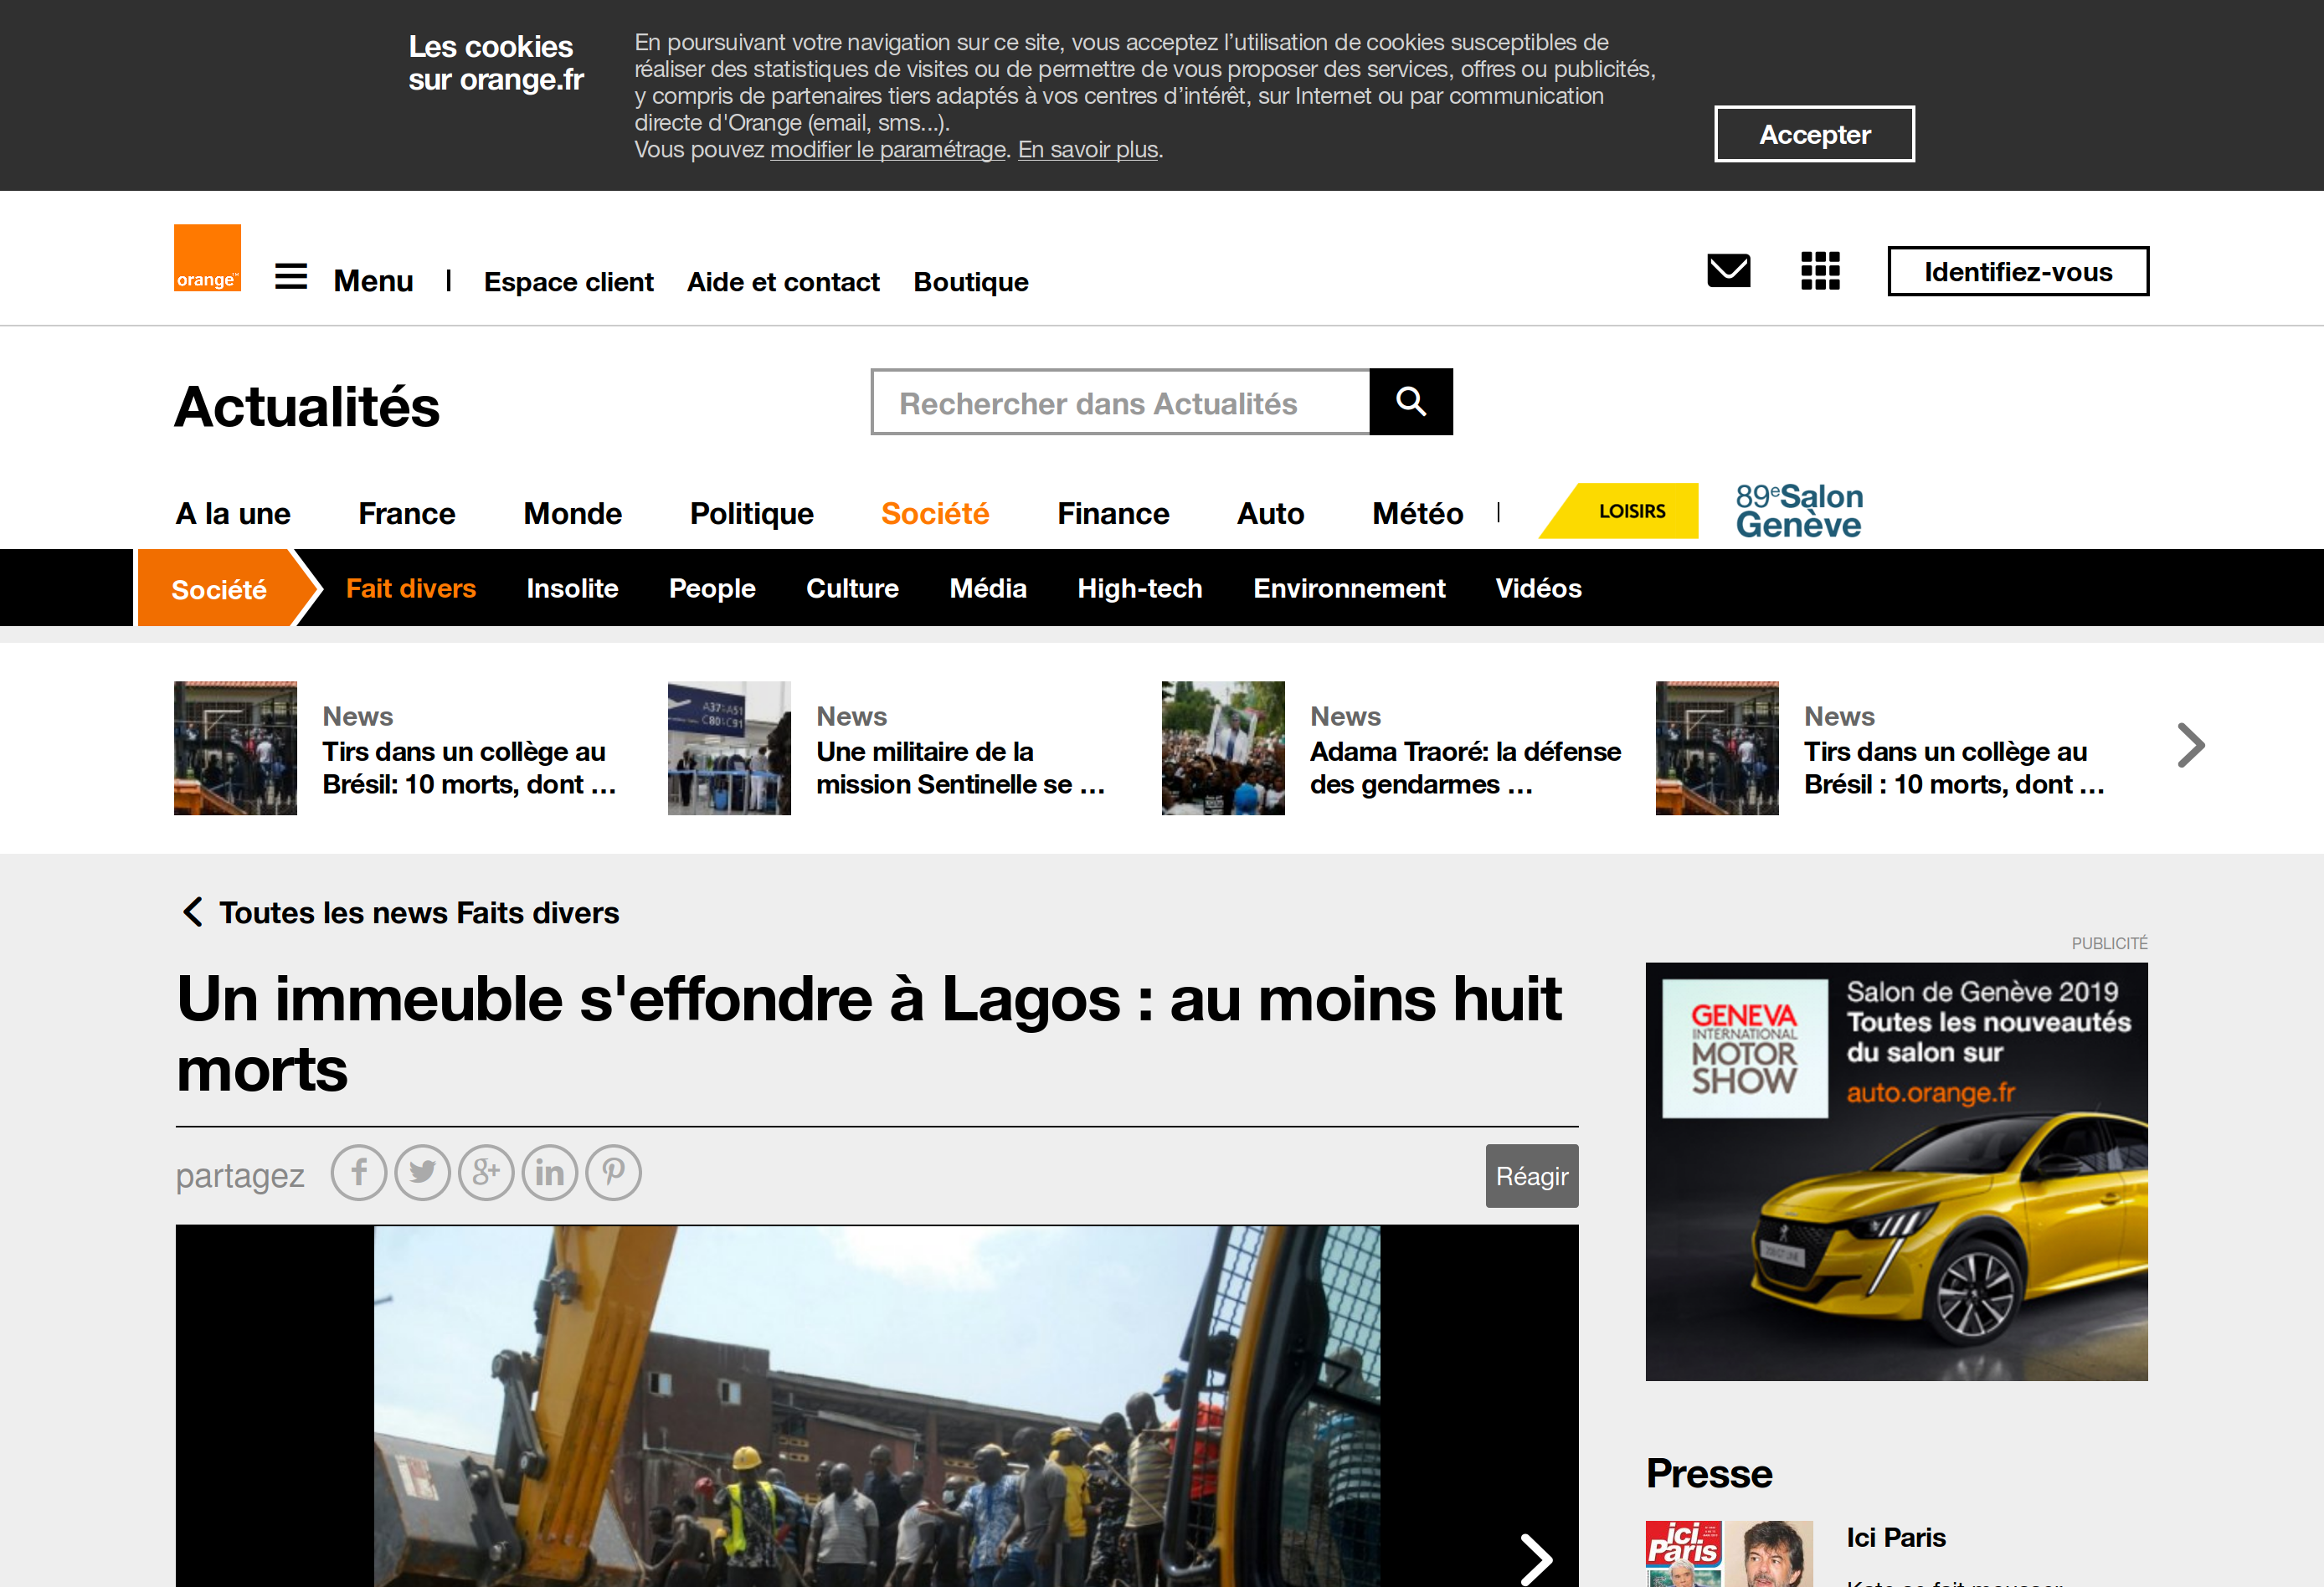 Les cookies
sur orange.fr
En poursuivant votre navigation sur ce site, vous acceptez l’utilisation de cookies susceptibles de
réaliser des statistiques de visites ou de permettre de vous proposer des services, offres ou publicités,
y compris de partenaires tiers adaptés à vos centres d’intérêt, sur Internet ou par communication
directe d'Orange (email, sms...).
Vous pouvez modifier le paramétrage. En savoir plus.
Accepter
orange™
Menu
Espace client
Aide et contact
Boutique
Identifiez-vous
Actualités
Rechercher dans Actualités
A la une
France
Monde
Politique
Société
Finance
Auto
Météo
LOISIRS
89e Salon
Genève
Société
Fait divers
Insolite
People
Culture
Média
High-tech
Environnement
Vidéos
News
Tirs dans un collège au
Brésil: 10 morts, dont …
A37‑A51
C80‑C91
News
Une militaire de la
mission Sentinelle se …
News
Adama Traoré: la défense
des gendarmes …
News
Tirs dans un collège au
Brésil : 10 morts, dont …
Toutes les news Faits divers
Un immeuble s'effondre à Lagos : au moins huit
morts
partagez
Réagir
PUBLICITÉ
GENEVA
INTERNATIONAL
MOTOR
SHOW
Salon de Genève 2019
Toutes les nouveautés
du salon sur
auto.orange.fr
Presse
ici
Paris
Ici Paris